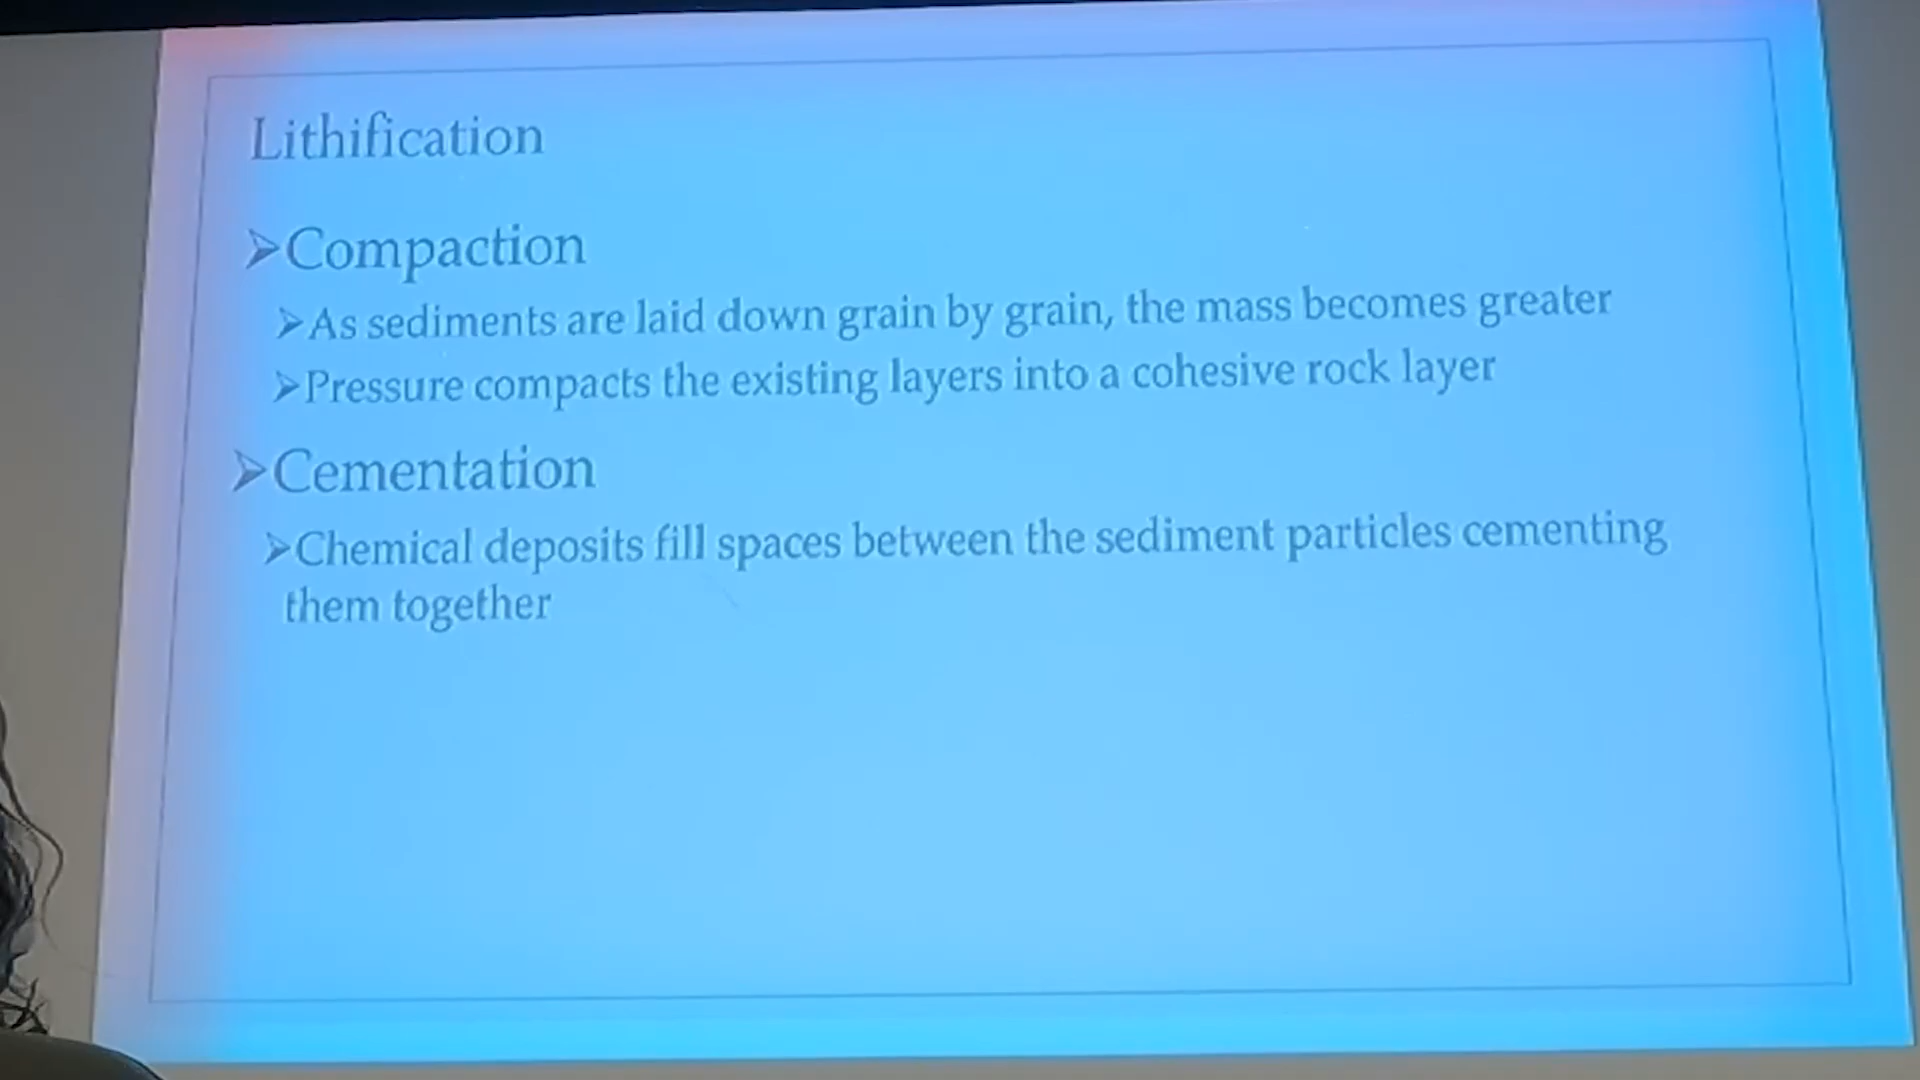 Lithification
➢Compaction
➢As sediments are laid down grain by grain, the mass becomes greater
➢Pressure compacts the existing layers into a cohesive rock layer
➢Cementation
➢Chemical deposits fill spaces between the sediment particles cementing
them together